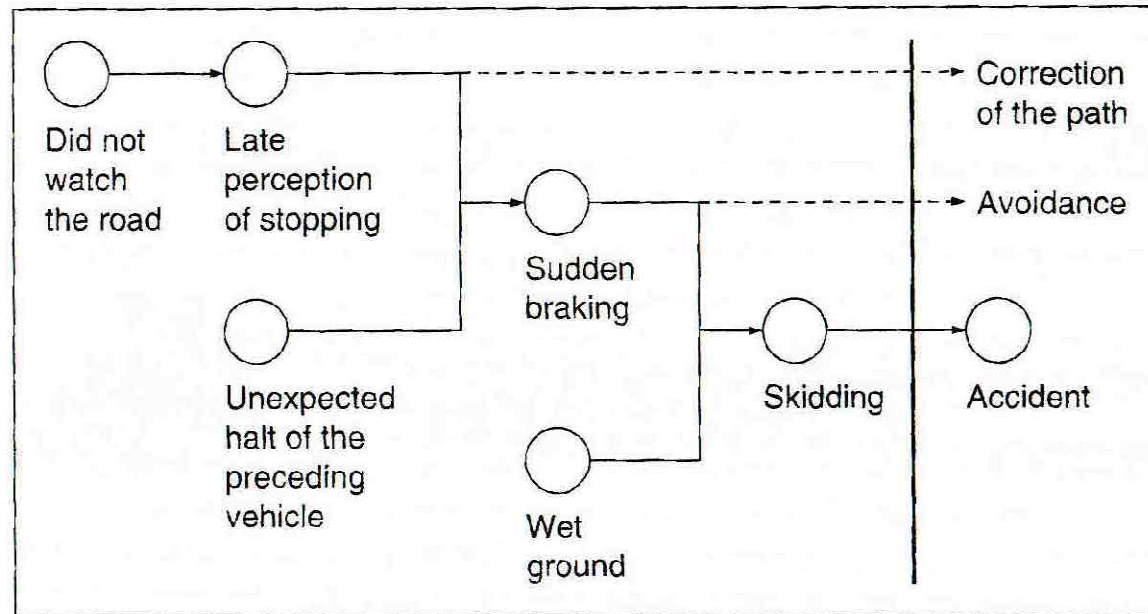 Did not
watch
the road
Late
perception
of stopping
Correction
of the path
Avoidance
Sudden
braking
Unexpected
halt of the
preceding
vehicle
Skidding
Accident
Wet
ground